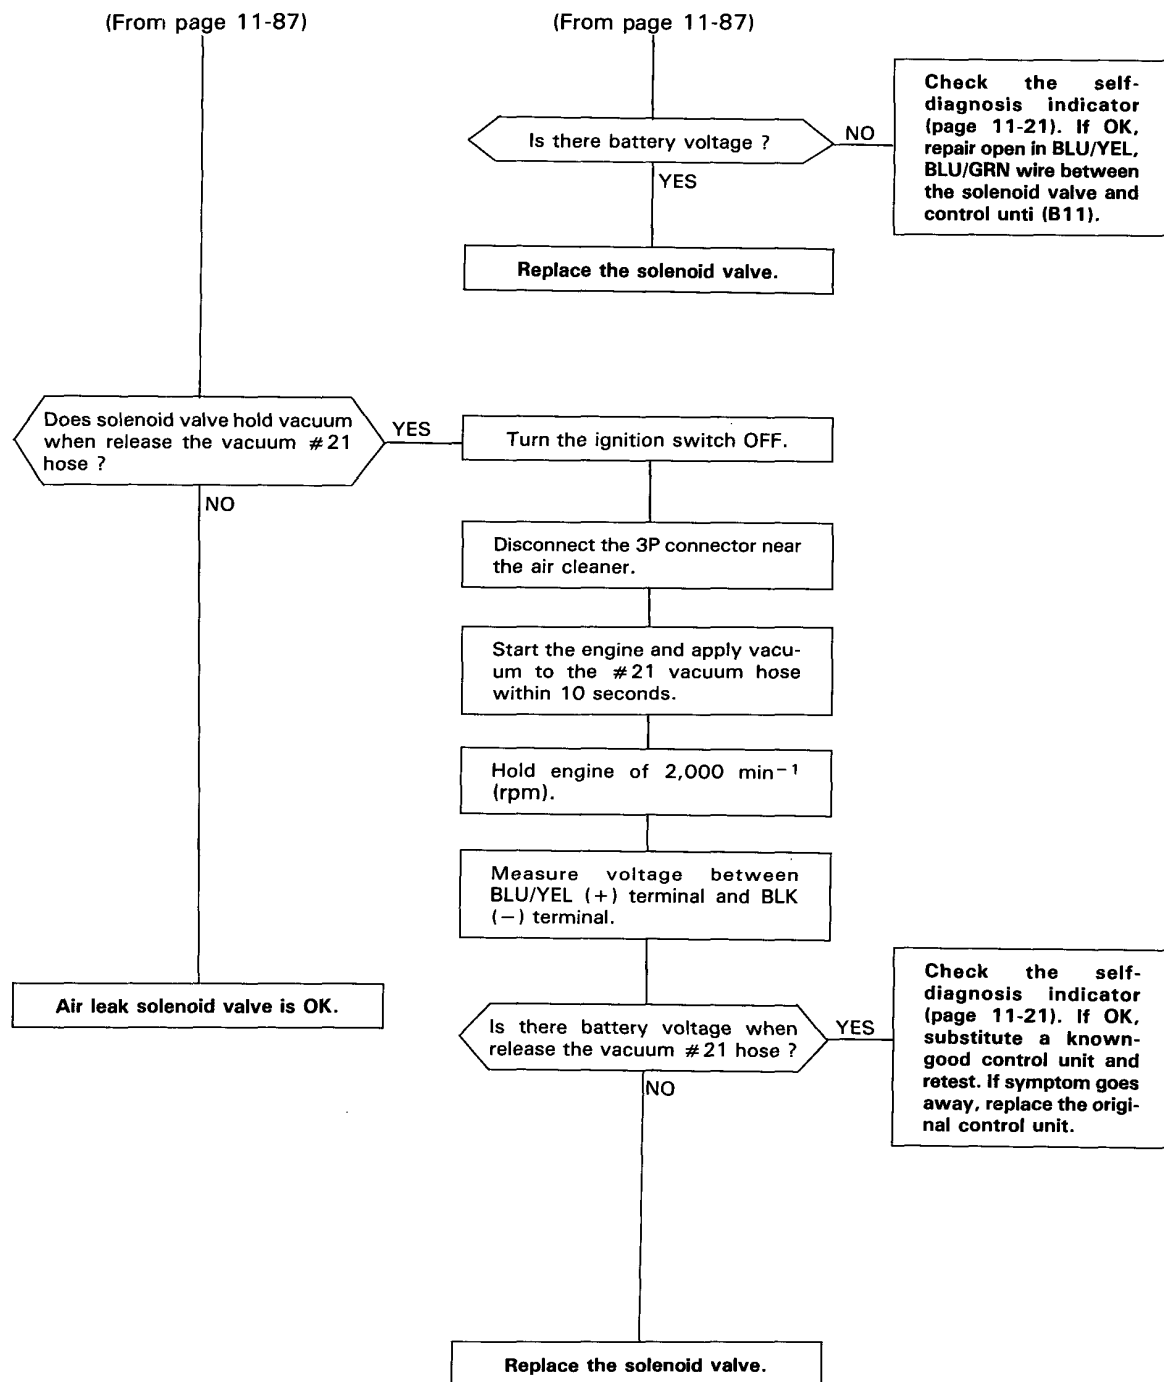 (From page 11-87)
(From page 11-87)
Is there battery voltage ?
NO
YES
Check the self-
diagnosis indicator
(page 11-21). If OK,
repair open in BLU/YEL,
BLU/GRN wire between
the solenoid valve and
control unti (B11).
Replace the solenoid valve.
Does solenoid valve hold vacuum
when release the vacuum #21
hose ?
YES
NO
Turn the ignition switch OFF.
Disconnect the 3P connector near
the air cleaner.
Start the engine and apply vacu-
um to the #21 vacuum hose
within 10 seconds.
Hold engine of 2,000 min⁻¹
(rpm).
Measure voltage between
BLU/YEL (+) terminal and BLK
(−) terminal.
Air leak solenoid valve is OK.
Is there battery voltage when
release the vacuum #21 hose ?
YES
NO
Check the self-
diagnosis indicator
(page 11-21). If OK,
substitute a known-
good control unit and
retest. If symptom goes
away, replace the origi-
nal control unit.
Replace the solenoid valve.